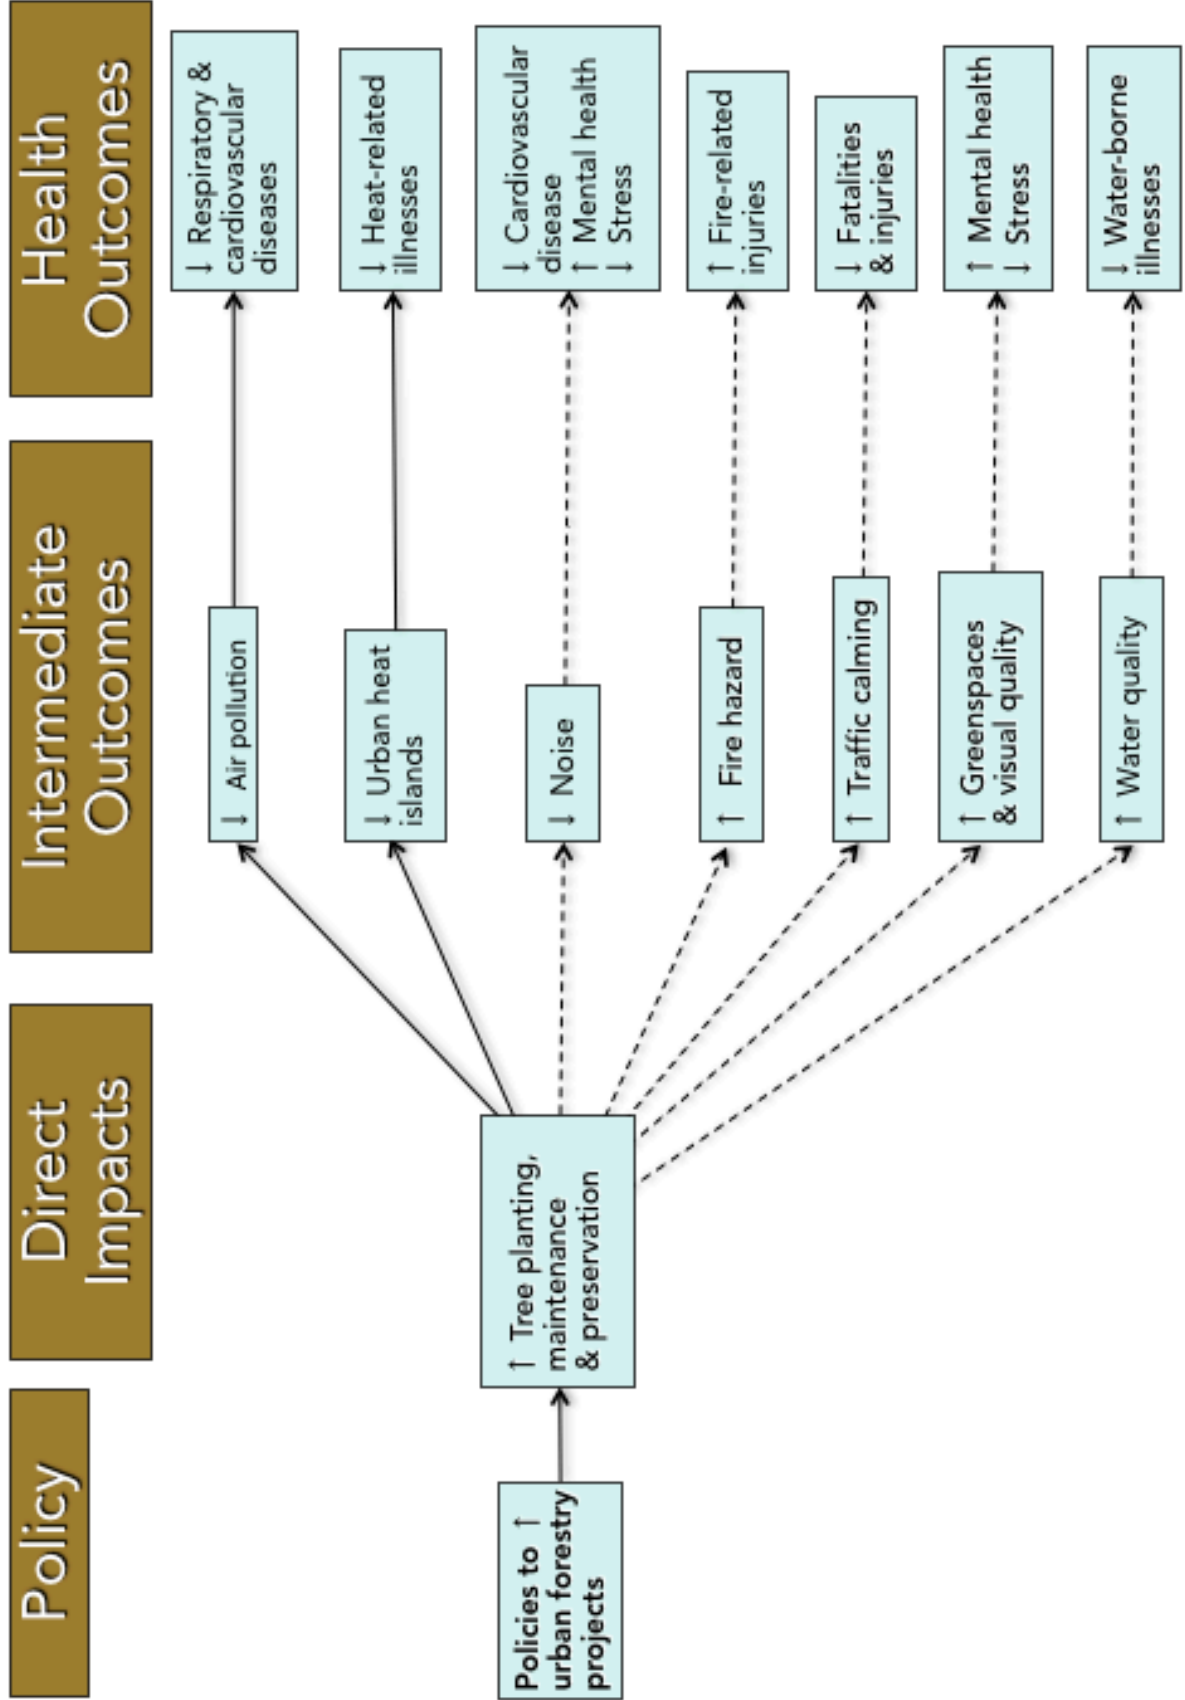 Policy
Direct
Impacts
Intermediate
Outcomes
Health
Outcomes
Policies to ↑
urban forestry
projects
↑ Tree planting,
maintenance
& preservation
↓ Air pollution
↓ Urban heat
islands
↓ Noise
↑ Fire hazard
↑ Traffic calming
↑ Greenspaces
& visual quality
↑ Water quality
↓ Respiratory &
cardiovascular
diseases
↓ Heat-related
illnesses
↓ Cardiovascular
disease
↑ Mental health
↓ Stress
↑ Fire-related
injuries
↓ Fatalities
& injuries
↑ Mental health
↓ Stress
↓ Water-borne
illnesses